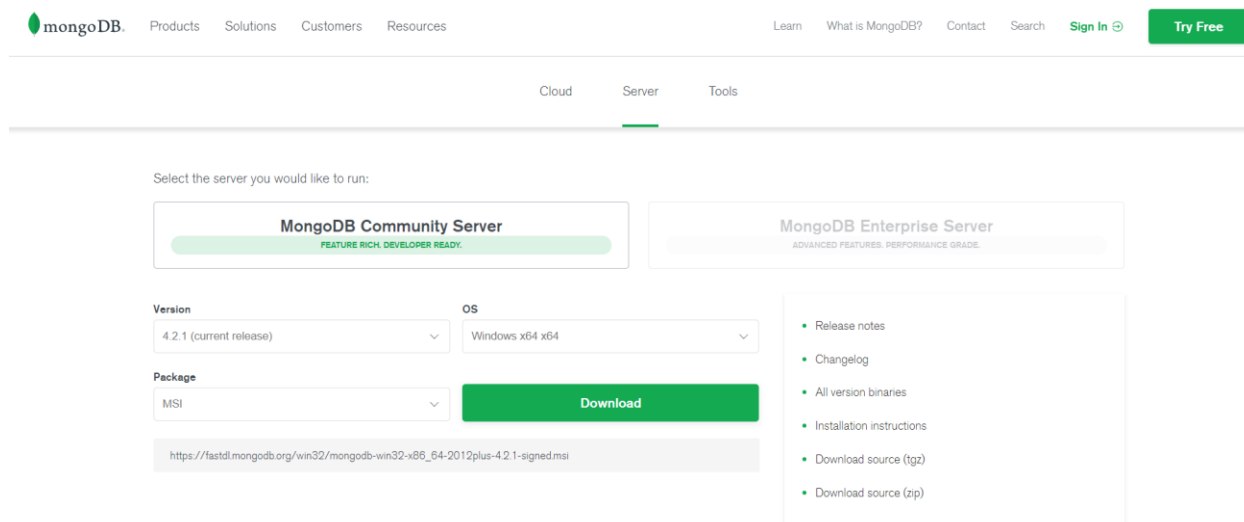 mongoDB. Products Solutions Customers Resources Learn What is MongoDB? Contact Search Sign In Try Free
Cloud Server Tools
Select the server you would like to run:
MongoDB Community Server
FEATURE RICH. DEVELOPER READY.
MongoDB Enterprise Server
ADVANCED FEATURES. PERFORMANCE GRADE.
Version
4.2.1 (current release)
OS
Windows x64 x64
Package
MSI
Download
https://fastdl.mongodb.org/win32/mongodb-win32-x86_64-2012plus-4.2.1-signed.msi
Release notes
Changelog
All version binaries
Installation instructions
Download source (tgz)
Download source (zip)